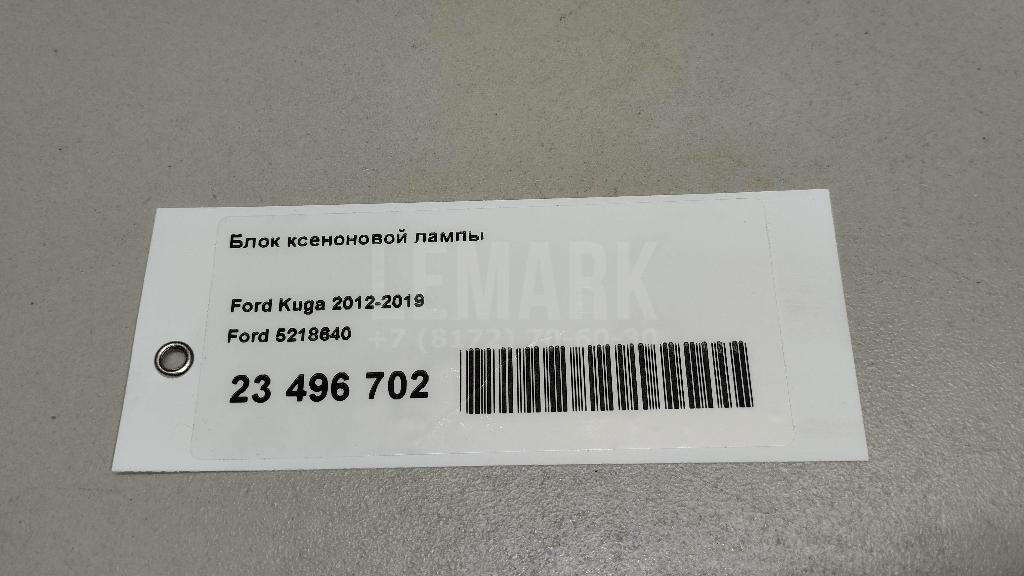 Блок ксеноновой лампы
LEMARK
Ford Kuga 2012-2019
Ford 5218640
23 496 702